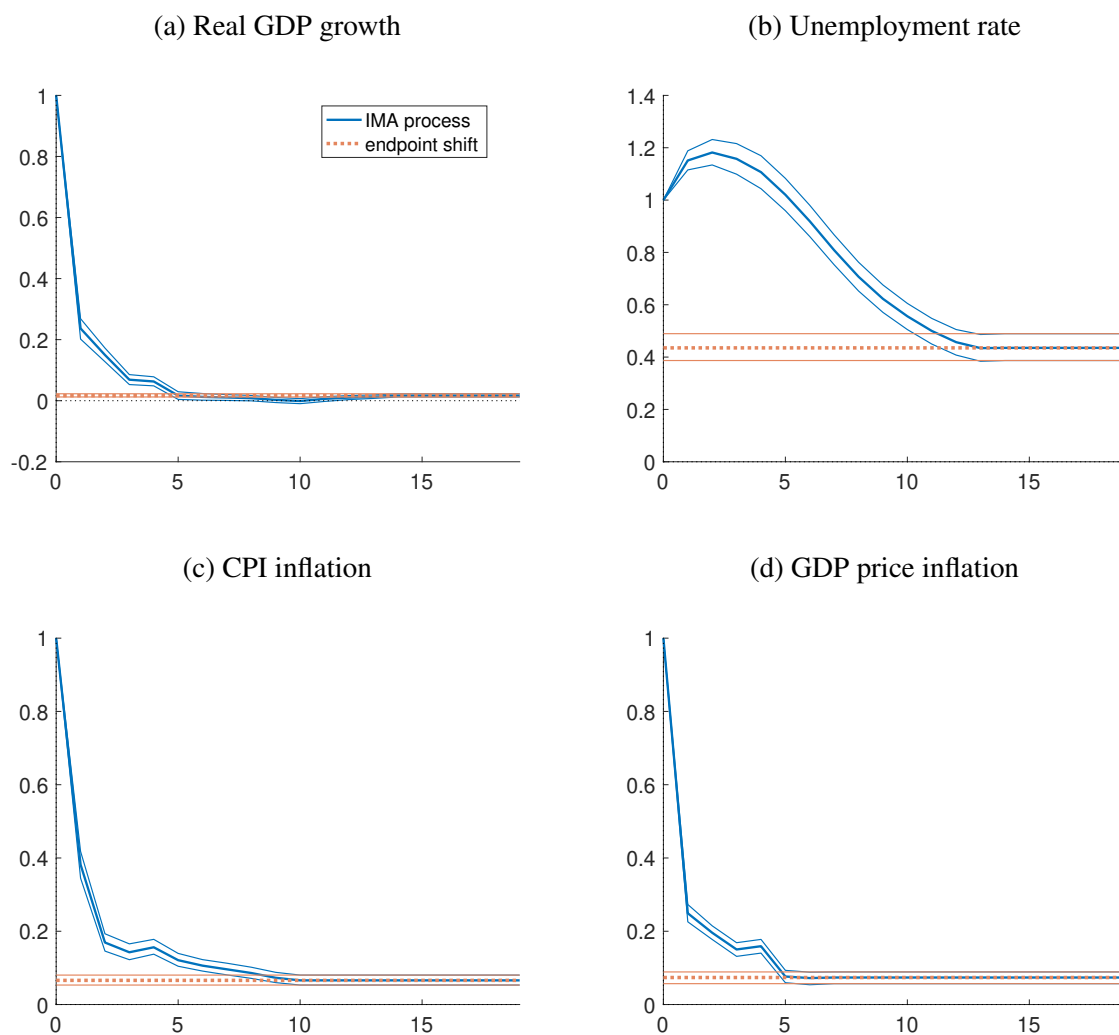 (a) Real GDP growth
1
0.8
0.6
0.4
0.2
0
-0.2
0 5 10 15
IMA process
endpoint shift
(b) Unemployment rate
1.4
1.2
1
0.8
0.6
0.4
0.2
0
0 5 10 15
(c) CPI inflation
1
0.8
0.6
0.4
0.2
0
0 5 10 15
(d) GDP price inflation
1
0.8
0.6
0.4
0.2
0
0 5 10 15